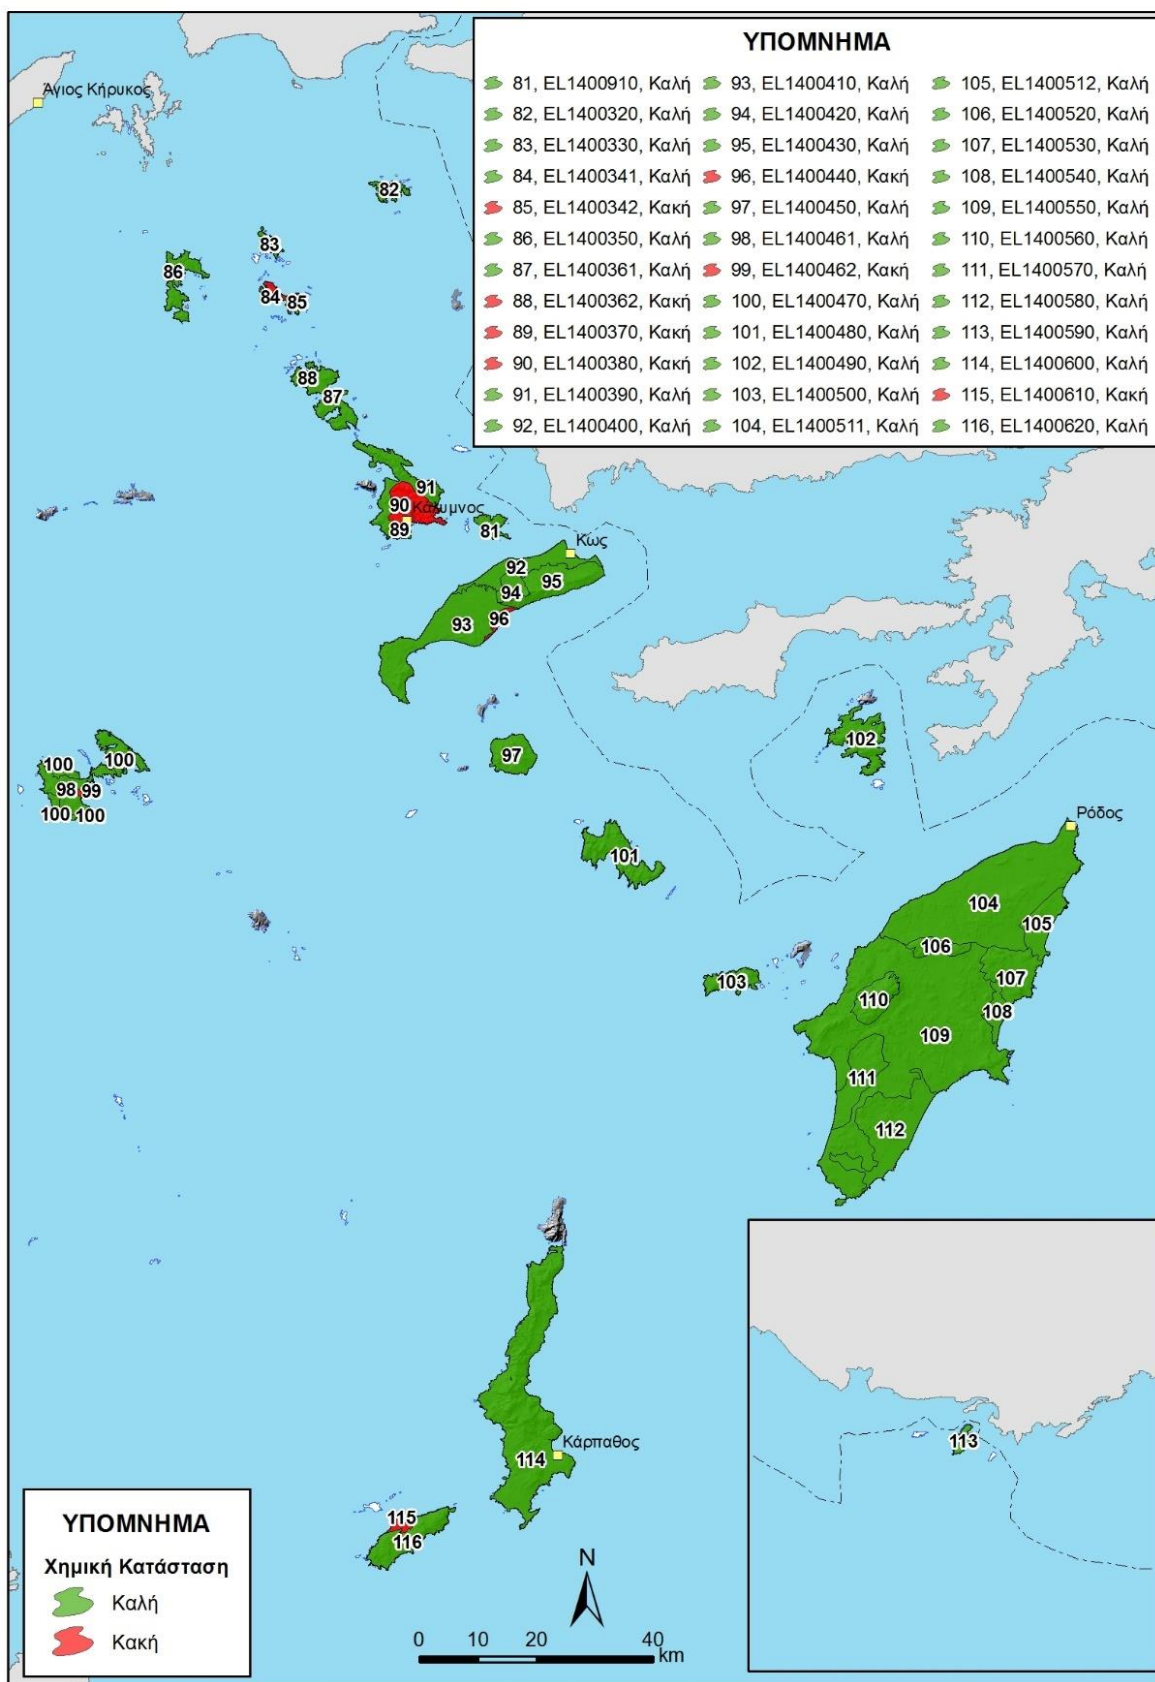 ΥΠΟΜΝΗΜΑ
81, EL1400910, Καλή
82, EL1400320, Καλή
83, EL1400330, Καλή
84, EL1400341, Καλή
85, EL1400342, Κακή
86, EL1400350, Καλή
87, EL1400361, Καλή
88, EL1400362, Κακή
89, EL1400370, Κακή
90, EL1400380, Κακή
91, EL1400390, Καλή
92, EL1400400, Καλή
93, EL1400410, Καλή
94, EL1400420, Καλή
95, EL1400430, Καλή
96, EL1400440, Κακή
97, EL1400450, Καλή
98, EL1400461, Καλή
99, EL1400462, Κακή
100, EL1400470, Καλή
101, EL1400480, Καλή
102, EL1400490, Καλή
103, EL1400500, Καλή
104, EL1400511, Καλή
105, EL1400512, Καλή
106, EL1400520, Καλή
107, EL1400530, Καλή
108, EL1400540, Καλή
109, EL1400550, Καλή
110, EL1400560, Καλή
111, EL1400570, Καλή
112, EL1400580, Καλή
113, EL1400590, Καλή
114, EL1400600, Καλή
115, EL1400610, Κακή
116, EL1400620, Καλή
Άγιος Κήρυκος
82
83
86
84
85
88
87
91
90
Κάλυμνος
89
81
Κώς
92
95
94
96
93
102
97
100
100
98
99
100
100
Ρόδος
101
104
105
106
107
103
110
108
109
111
112
113
Κάρπαθος
114
115
116
ΥΠΟΜΝΗΜΑ
Χημική Κατάσταση
Καλή
Κακή
N
0 10 20 40
km